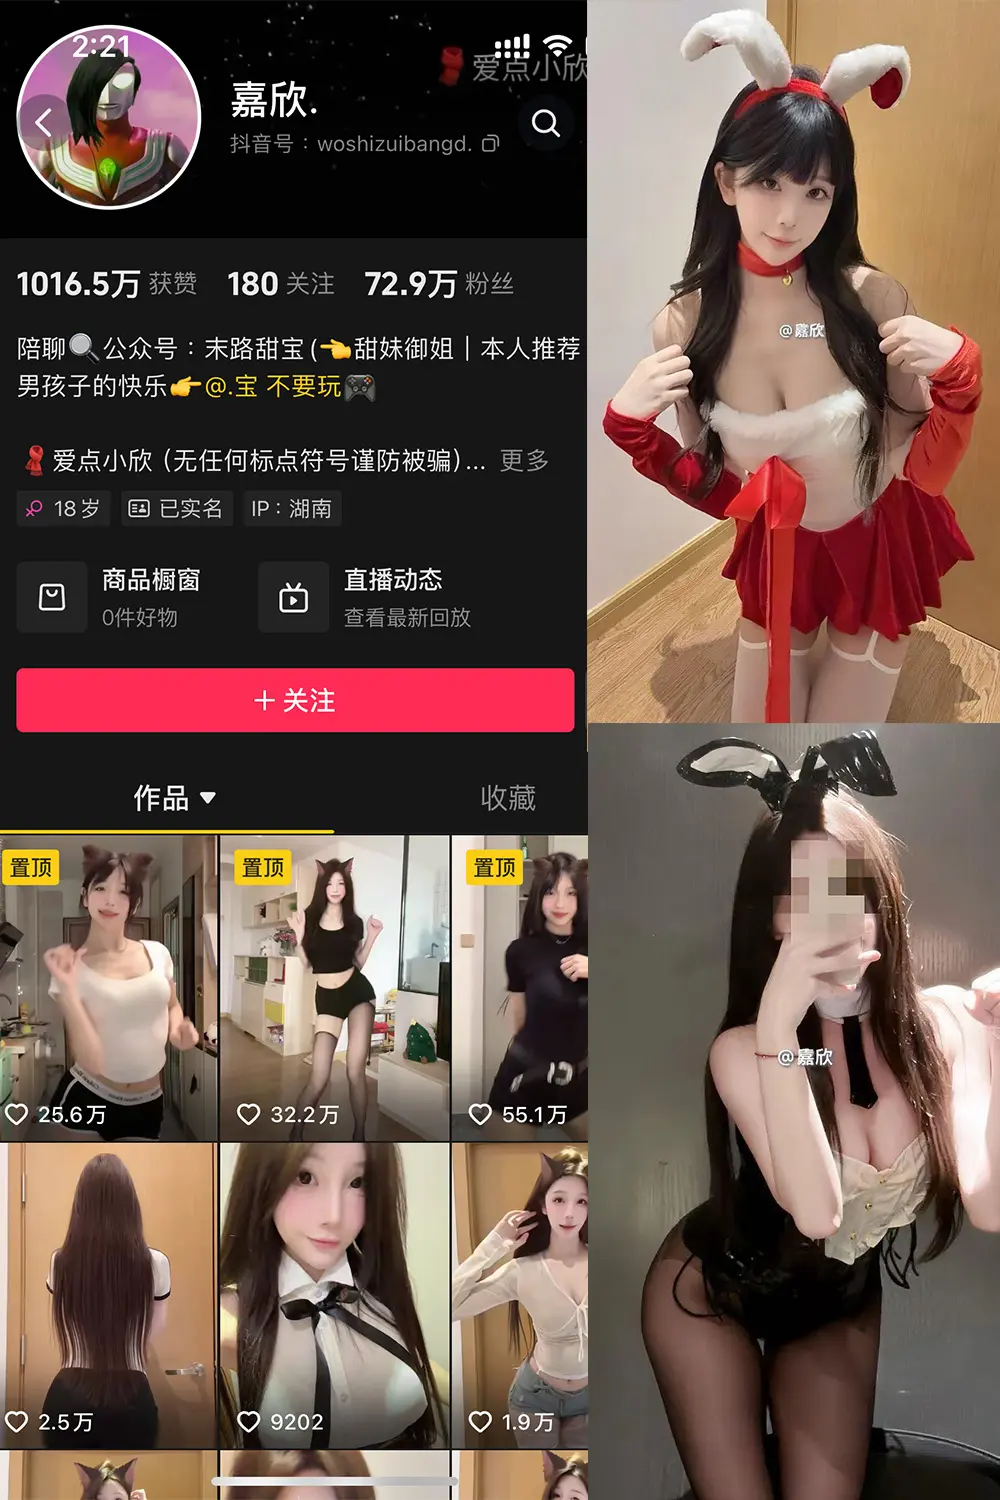 2:21
爱点小欣
嘉欣.
抖音号：woshizuibangd.
1016.5万 获赞 180 关注 72.9万 粉丝
陪聊🔍公众号：末路甜宝(👈甜妹御姐｜本人推荐
男孩子的快乐👉@.宝 不要玩🎮
🧣爱点小欣 (无任何标点符号谨防被骗)... 更多
♀ 18岁 已实名 IP：湖南
商品橱窗 直播动态
0件好物 查看最新回放
+ 关注
作品 收藏
置顶 置顶 置顶
25.6万 32.2万 55.1万
2.5万 9202 1.9万
@嘉欣
@嘉欣